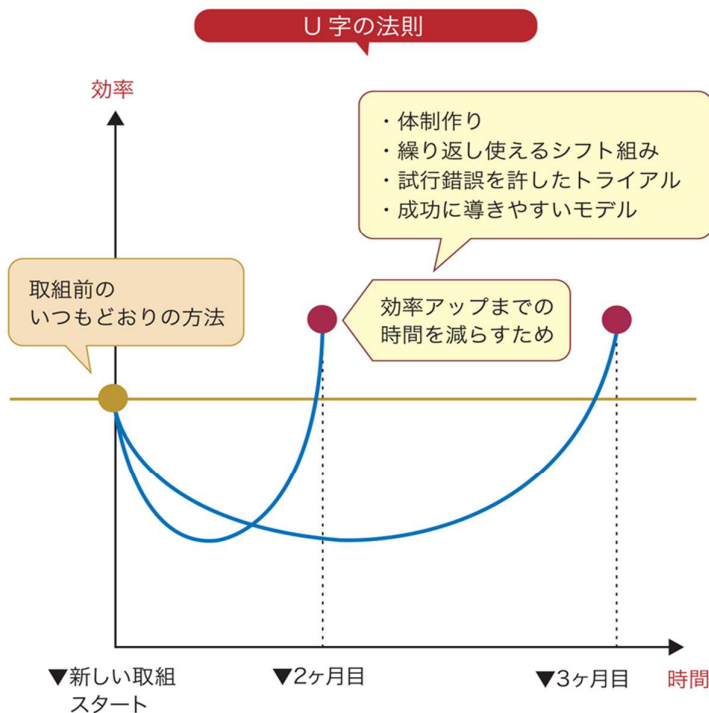 U字の法則
効率
・体制作り
・繰り返し使えるシフト組み
・試行錯誤を許したトライアル
・成功に導きやすいモデル
取組前の
いつもどおりの方法
効率アップまでの
時間を減らすため
▼新しい取組
スタート
▼2ヶ月目
▼3ヶ月目
時間